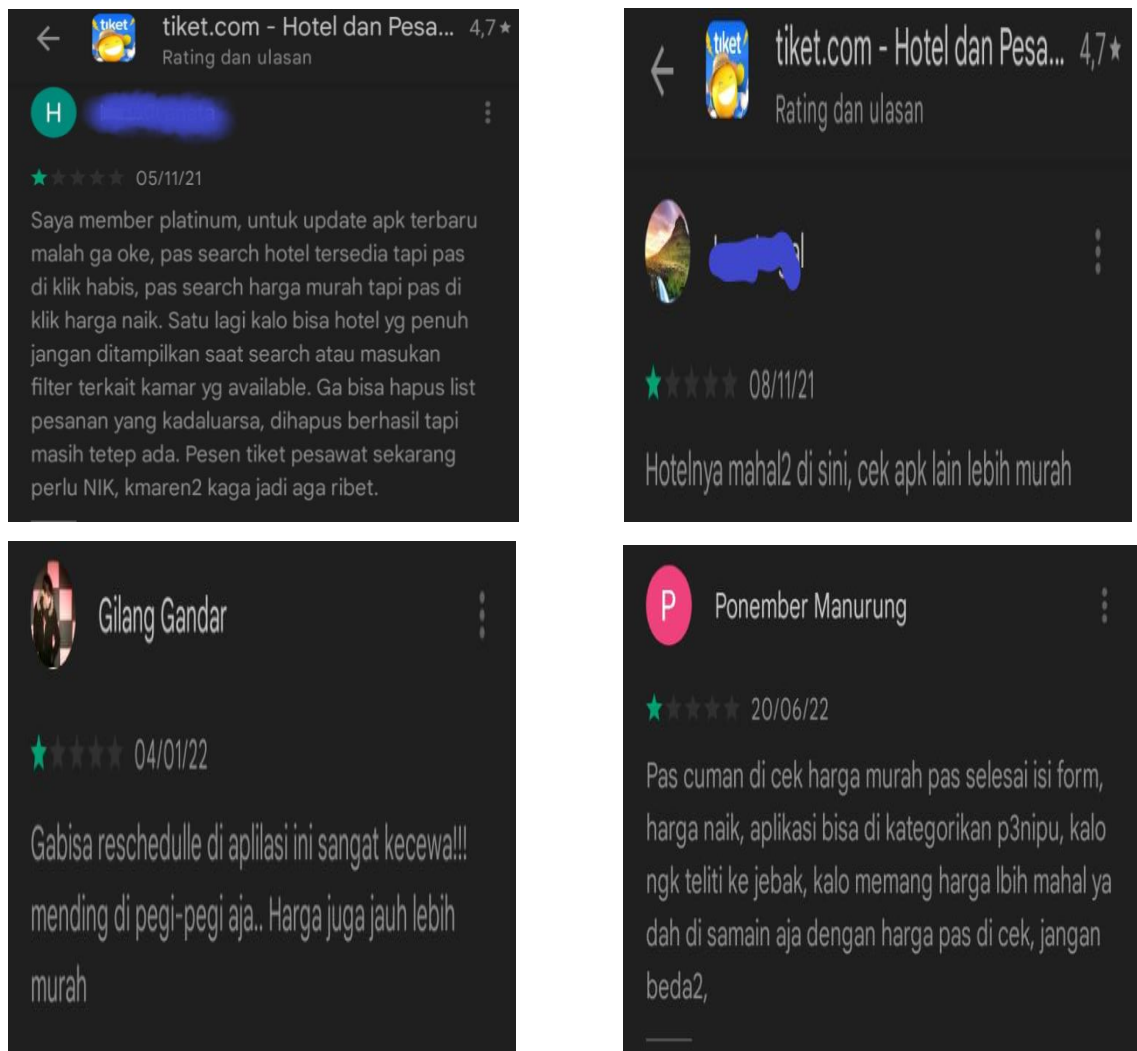 tiket
tiket.com - Hotel dan Pesa... 4,7★
Rating dan ulasan
H
★★★★★ 05/11/21
Saya member platinum, untuk update apk terbaru
malah ga oke, pas search hotel tersedia tapi pas
di klik habis, pas search harga murah tapi pas di
klik harga naik. Satu lagi kalo bisa hotel yg penuh
jangan ditampilkan saat search atau masukan
filter terkait kamar yg available. Ga bisa hapus list
pesanan yang kadaluarsa, dihapus berhasil tapi
masih tetep ada. Pesen tiket pesawat sekarang
perlu NIK, kmaren2 kaga jadi aga ribet.
tiket
tiket.com - Hotel dan Pesa... 4,7★
Rating dan ulasan
★★★★★ 08/11/21
Hotelnya mahal2 di sini, cek apk lain lebih murah
Gilang Gandar
★★★★★ 04/01/22
Gabisa reschedulle di aplilasi ini sangat kecewa!!!
mending di pegi-pegi aja.. Harga juga jauh lebih
murah
P
Ponember Manurung
★★★★★ 20/06/22
Pas cuman di cek harga murah pas selesai isi form,
harga naik, aplikasi bisa di kategorikan p3nipu, kalo
ngk teliti ke jebak, kalo memang harga lbih mahal ya
dah di samain aja dengan harga pas di cek, jangan
beda2,